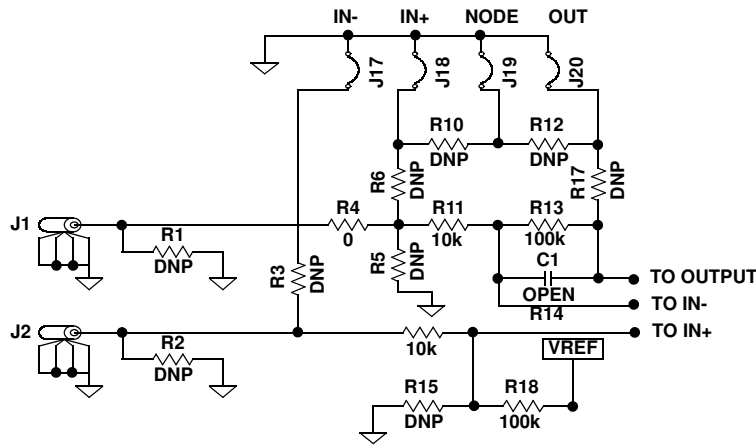 IN- IN+ NODE OUT
J17 J18 J19 J20
R10 R12
DNP DNP
R6 DNP R17 DNP
J1 R4 R11 R13
R1 0 10k 100k
DNP R3 DNP R5 DNP C1
OPEN TO OUTPUT
R14 TO IN-
J2 TO IN+
R2 10k VREF
DNP R15 R18
DNP 100k